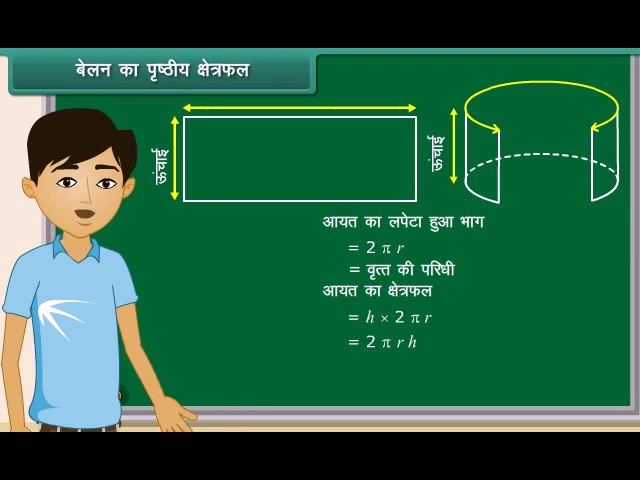 बेलन का पृष्ठीय क्षेत्रफल
ऊंचाई
ऊंचाई
आयत का लपेटा हुआ भाग
= 2 π r
= वृत्त की परिधी
आयत का क्षेत्रफल
= h × 2 π r
= 2 π r h